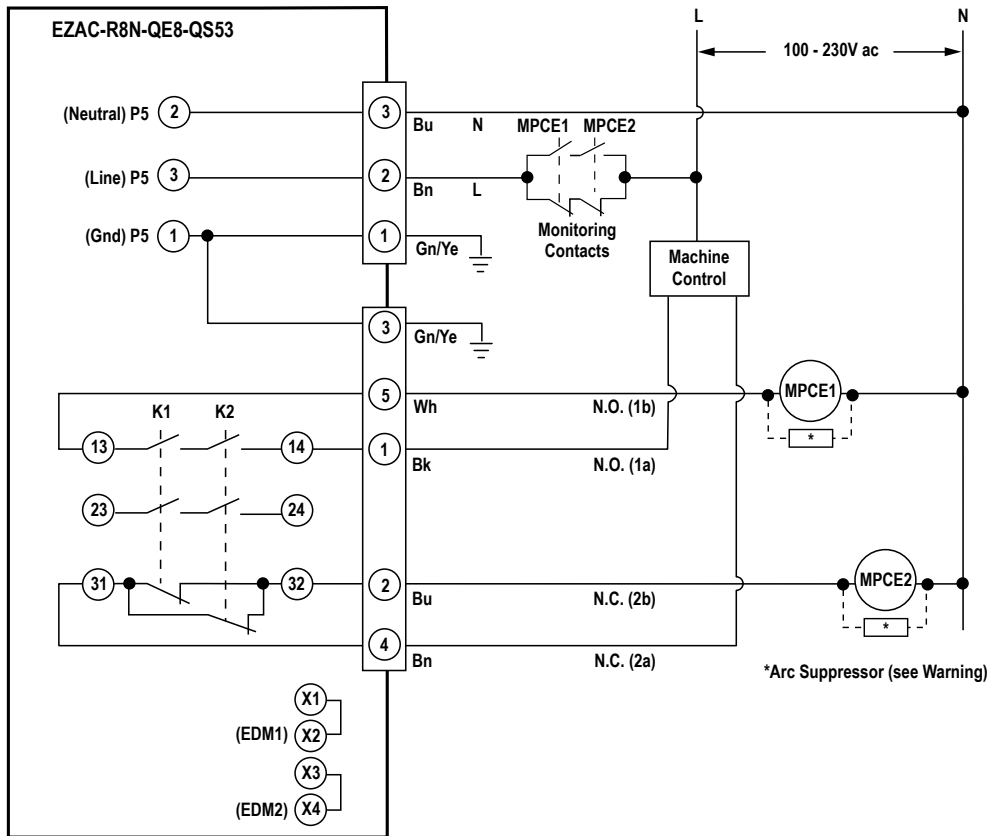 EZAC-R8N-QE8-QS53
L
N
100 - 230V ac
(Neutral) P5 2
3
Bu N
MPCE1 MPCE2
(Line) P5 3
2
Bn L
Monitoring
Contacts
(Gnd) P5 1
1
Gn/Ye
Machine
Control
3
Gn/Ye
5
Wh
N.O. (1b)
MPCE1
*
K1 K2
13
14
1
Bk
N.O. (1a)
23
24
31
32
2
Bu
N.C. (2b)
MPCE2
*
4
Bn
N.C. (2a)
*Arc Suppressor (see Warning)
X1
(EDM1) X2
X3
(EDM2) X4